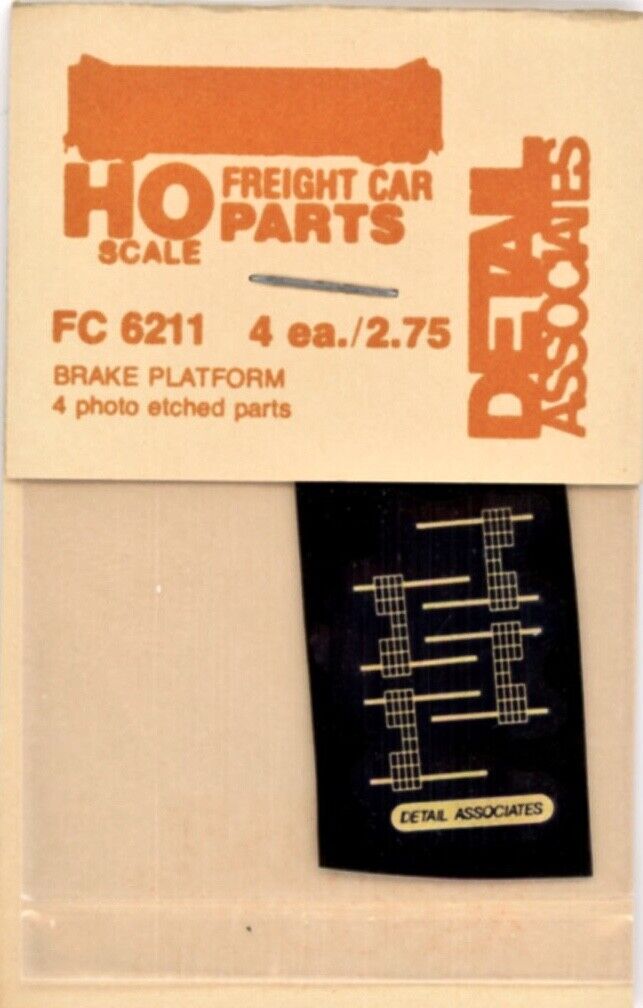 HO
SCALE
FREIGHT CAR
PARTS
DETAIL
ASSOCIATES
FC 6211 4 ea./2.75
BRAKE PLATFORM
4 photo etched parts
DETAIL ASSOCIATES